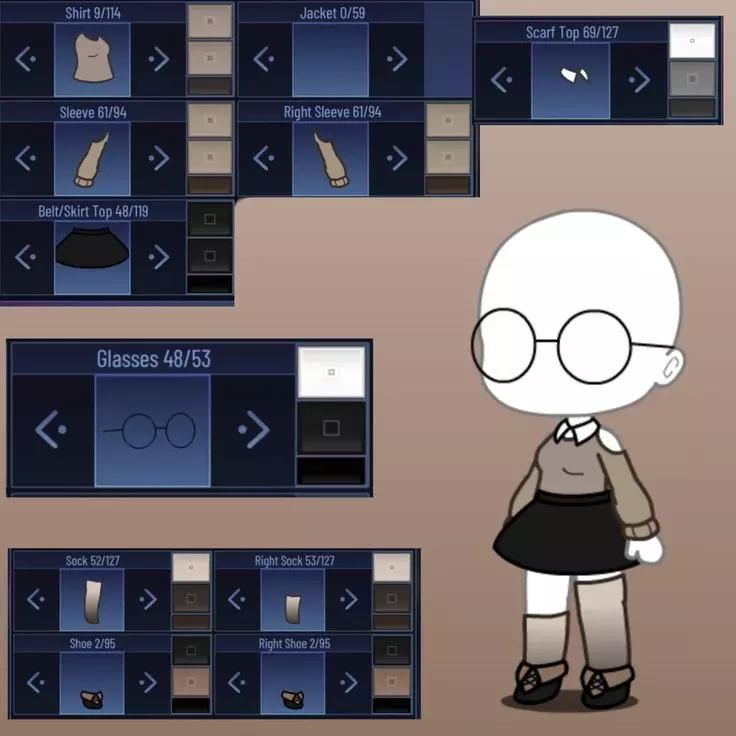 Shirt 9/114
Jacket 0/59
Scarf Top 69/127
Sleeve 61/94
Right Sleeve 61/94
Belt/Skirt Top 48/119
Glasses 48/53
Sock 52/127
Right Sock 53/127
Shoe 2/95
Right Shoe 2/95